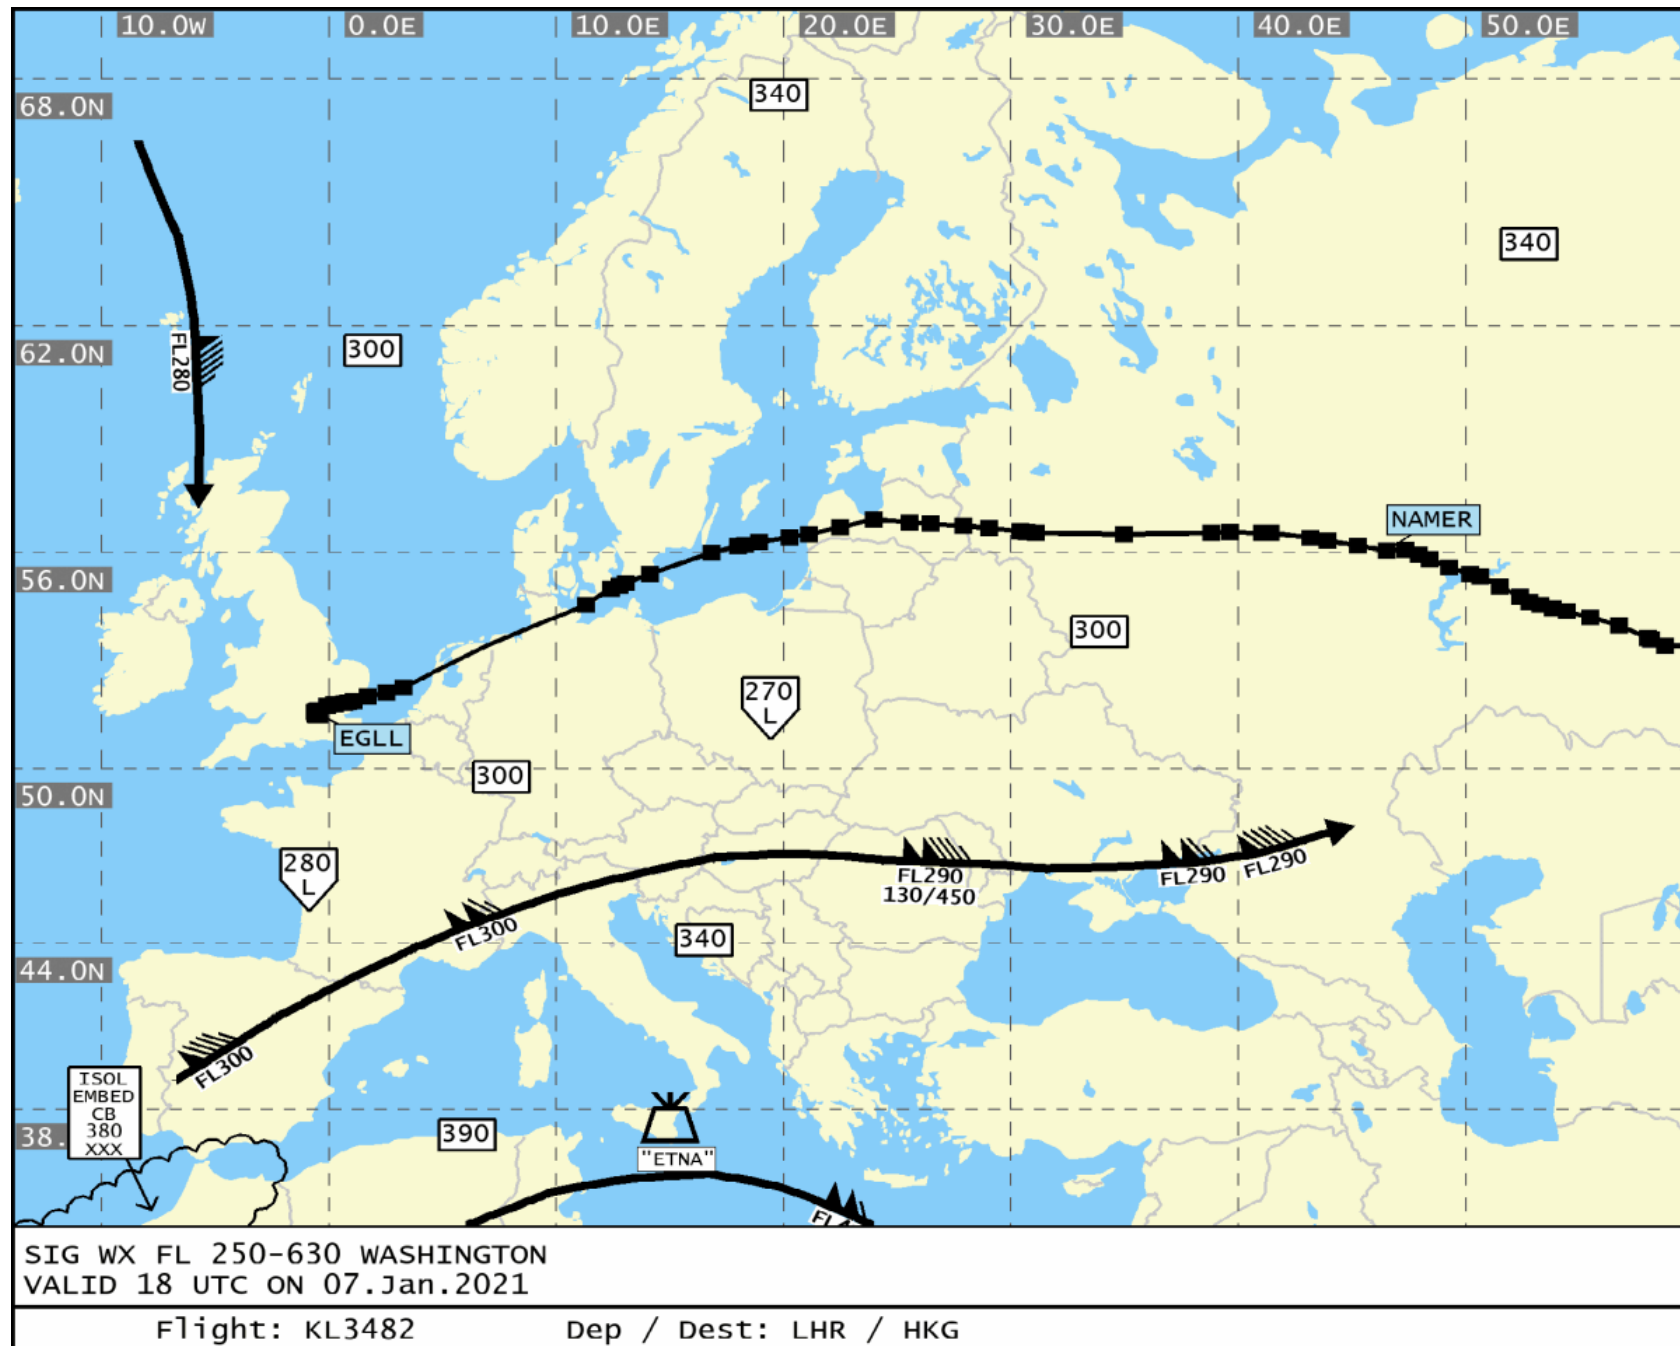 10.0W
0.0E
10.0E
20.0E
30.0E
40.0E
50.0E
68.0N
340
340
62.0N
FL280
300
NAMER
56.0N
300
270
L
EGLL
300
50.0N
280
L
FL290
130/450
FL290
FL290
FL300
340
44.0N
FL300
ISOL
EMBED
CB
380
XXX
38.
390
"ETNA"
SIG WX FL 250-630 WASHINGTON
VALID 18 UTC ON 07.Jan.2021
Flight: KL3482 Dep / Dest: LHR / HKG